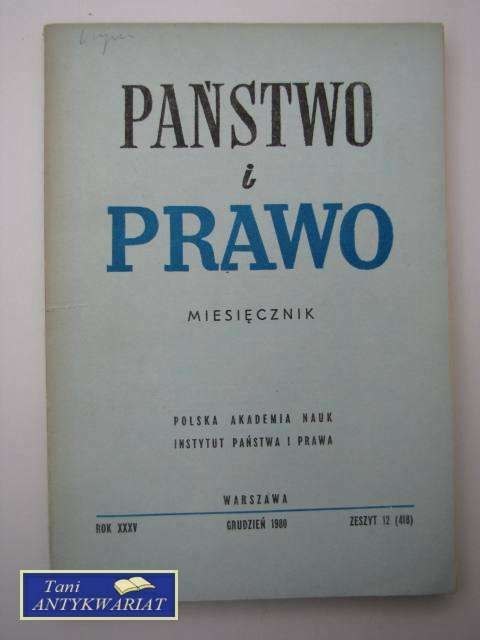 PAŃSTWO
i
PRAWO
MIESIĘCZNIK
POLSKA AKADEMIA NAUK
INSTYTUT PAŃSTWA I PRAWA
WARSZAWA
ROK XXXV GRUDZIEŃ 1980 ZESZYT 12 (418)
Tani
ANTYKWARIAT